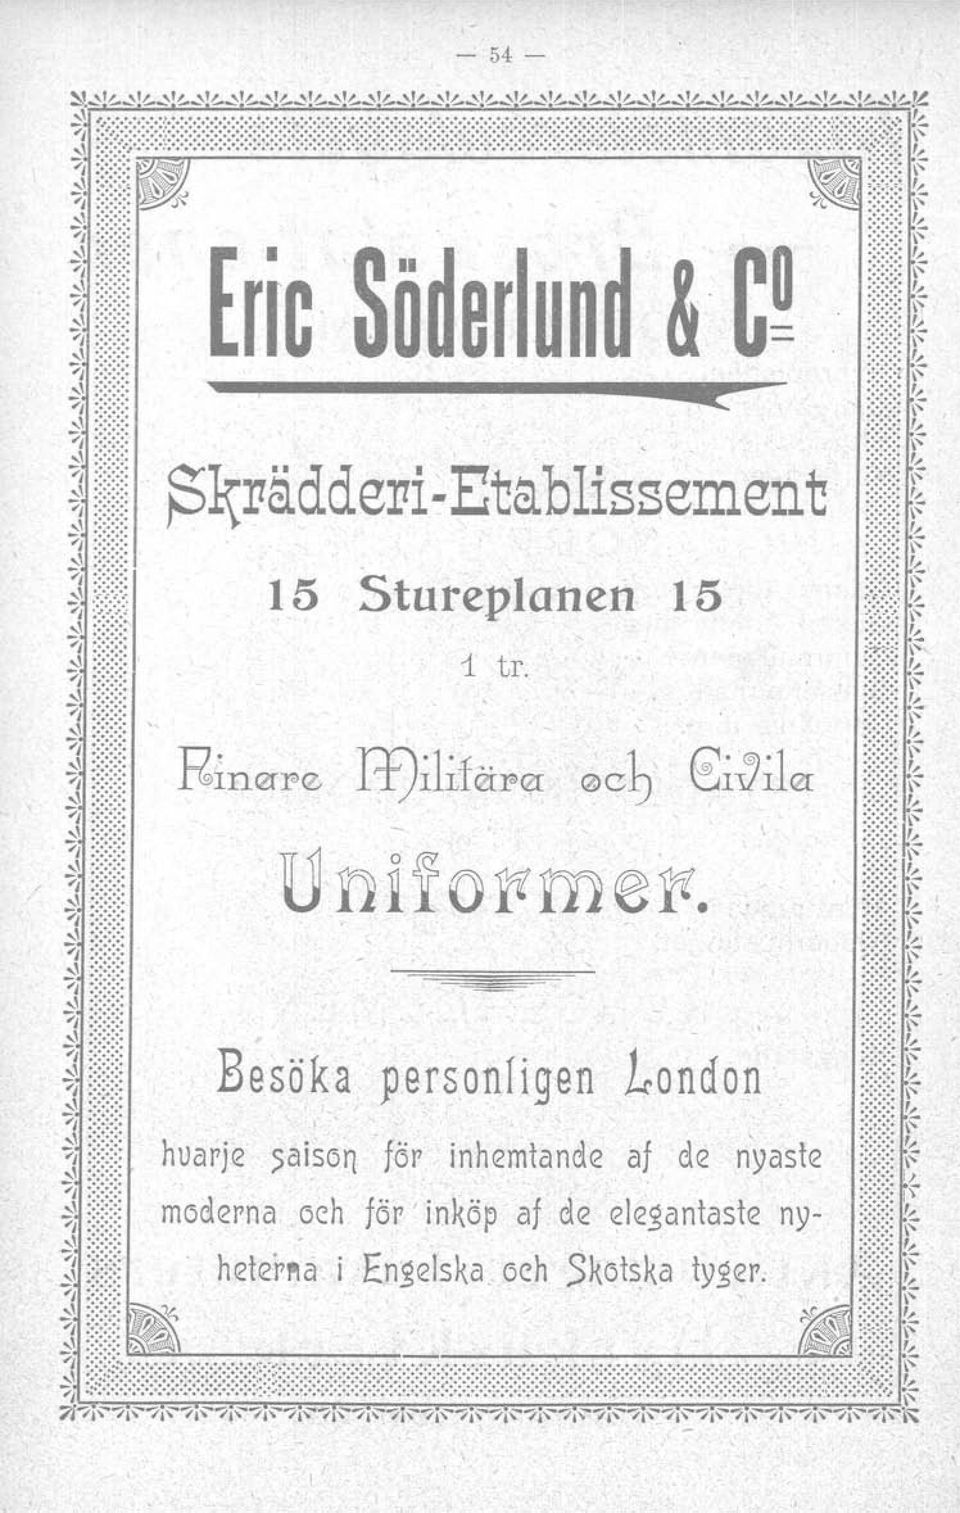 — 54 —
Eric Söderlund & Cº
Skrädderi-Etablissement
15 Stureplanen 15
1 tr.
Finare Militära och Civila
Uniformer.
Besöka personligen London
hvarje saison för inhemtande af de nyaste
moderna och för inköp af de elegantaste ny-
heterna i Engelska och Skotska tyger.